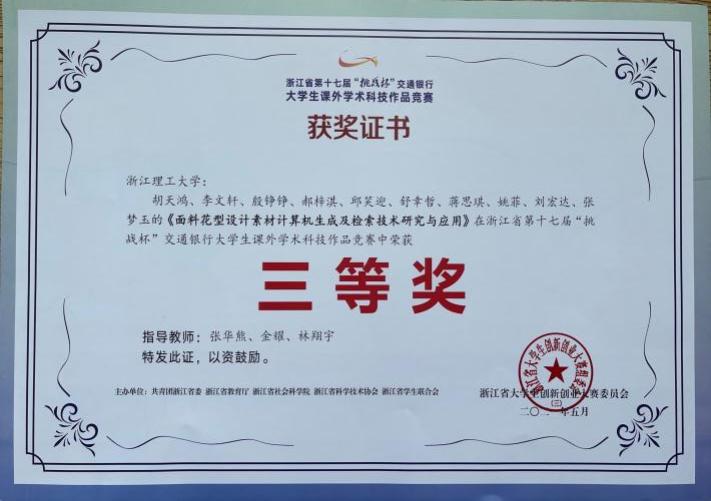 浙江省第十七届“挑战杯”交通银行
大学生课外学术科技作品竞赛
获奖证书
浙江理工大学：
胡天鸿、李文轩、殷铮铮、郝梓淇、邱笑迎、舒幸哲、蒋思琪、姚菲、刘宏达、张
梦玉的《面料花型设计素材计算机生成及检索技术研究与应用》在浙江省第十七届“挑
战杯”交通银行大学生课外学术科技作品竞赛中荣获
三等奖
指导教师：张华熊、金耀、林翔宇
特发此证，以资鼓励。
主办单位：共青团浙江省委 浙江省教育厅 浙江省社会科学院 浙江省科学技术协会 浙江省学生联合会
浙江省大学生创新创业大赛委员会
二〇二一年五月